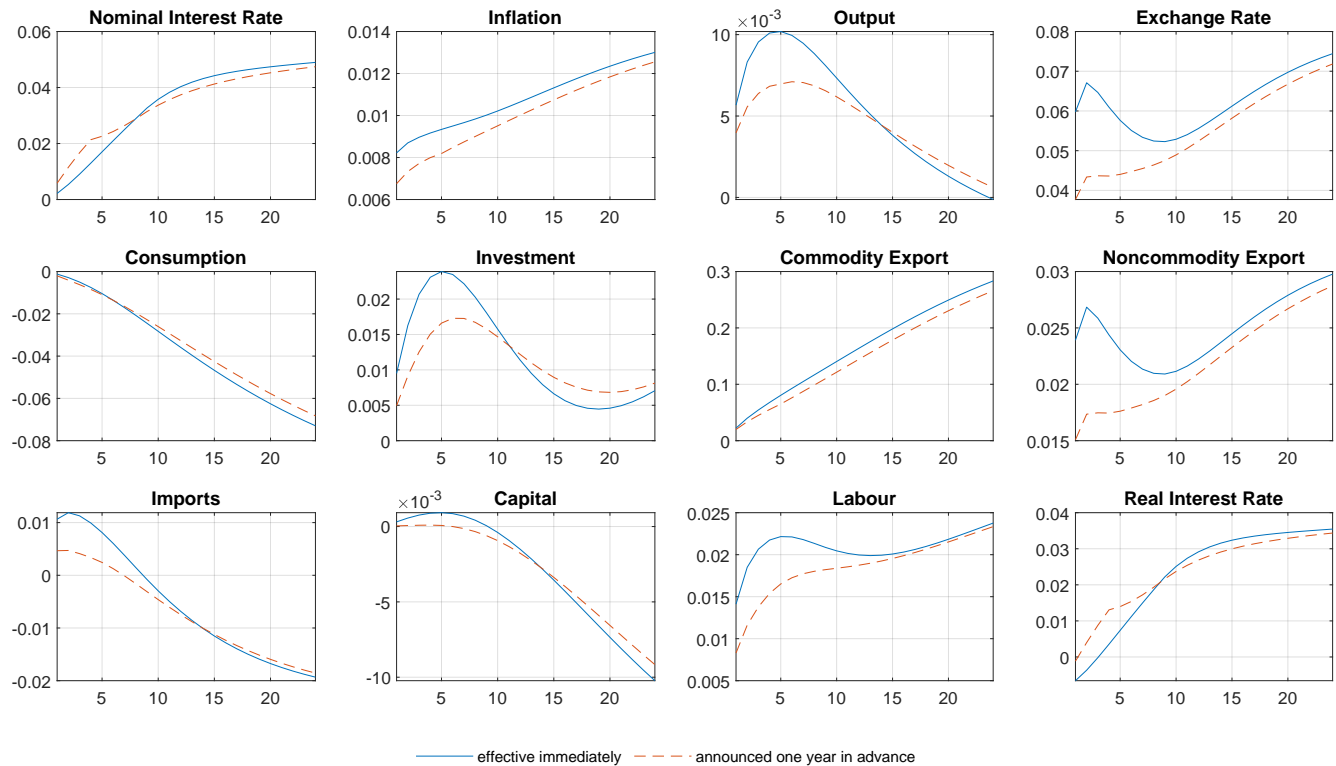 Nominal Interest Rate
0.06
0.04
0.02
0
5 10 15 20
Inflation
0.014
0.012
0.01
0.008
0.006
5 10 15 20
Output
×10-3
10
5
0
5 10 15 20
Exchange Rate
0.08
0.07
0.06
0.05
0.04
5 10 15 20
Consumption
0
-0.02
-0.04
-0.06
-0.08
5 10 15 20
Investment
0.02
0.015
0.01
0.005
0
5 10 15 20
Commodity Export
0.3
0.2
0.1
0
5 10 15 20
Noncommodity Export
0.03
0.025
0.02
0.015
5 10 15 20
Imports
0.01
0
-0.01
-0.02
5 10 15 20
Capital
×10-3
0
-5
-10
5 10 15 20
Labour
0.025
0.02
0.015
0.01
0.005
5 10 15 20
Real Interest Rate
0.04
0.03
0.02
0.01
0
5 10 15 20
effective immediately announced one year in advance